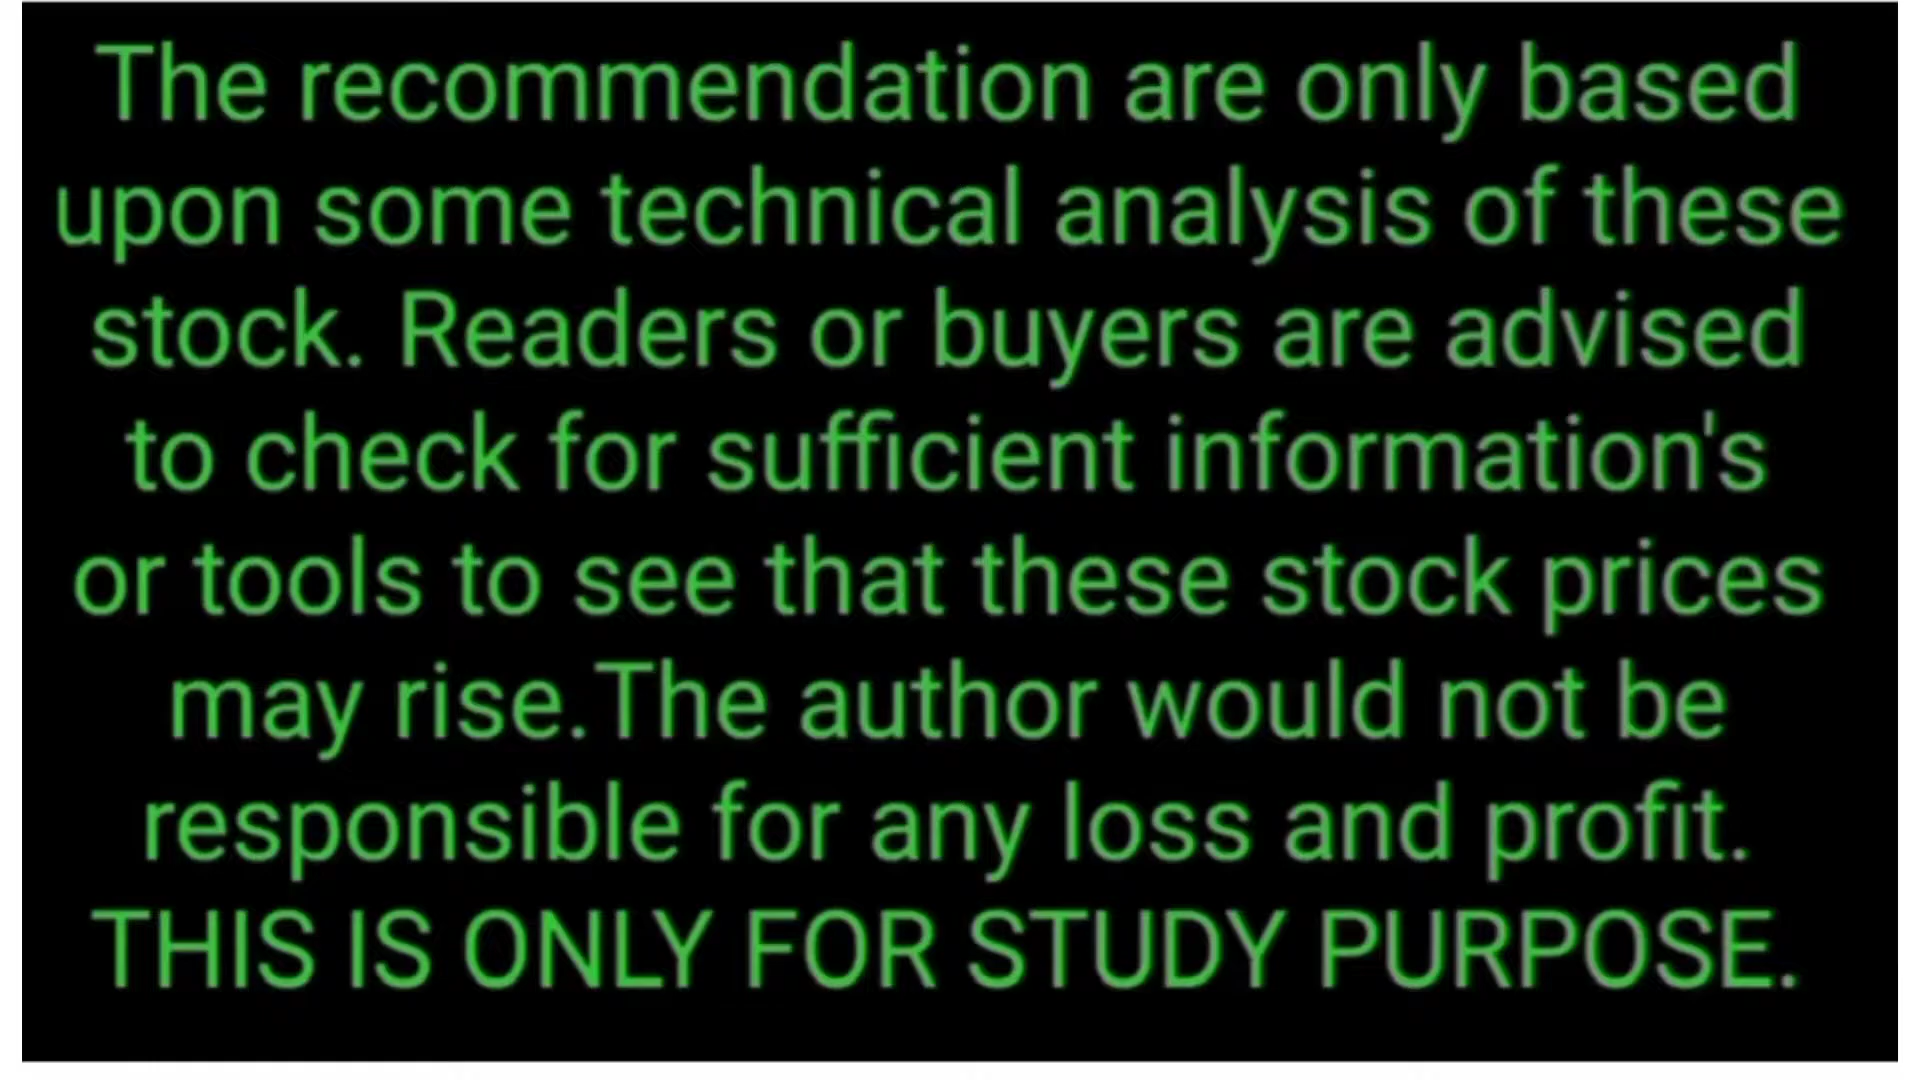 The recommendation are only based
upon some technical analysis of these
stock. Readers or buyers are advised
to check for sufficient information's
or tools to see that these stock prices
may rise.The author would not be
responsible for any loss and profit.
THIS IS ONLY FOR STUDY PURPOSE.